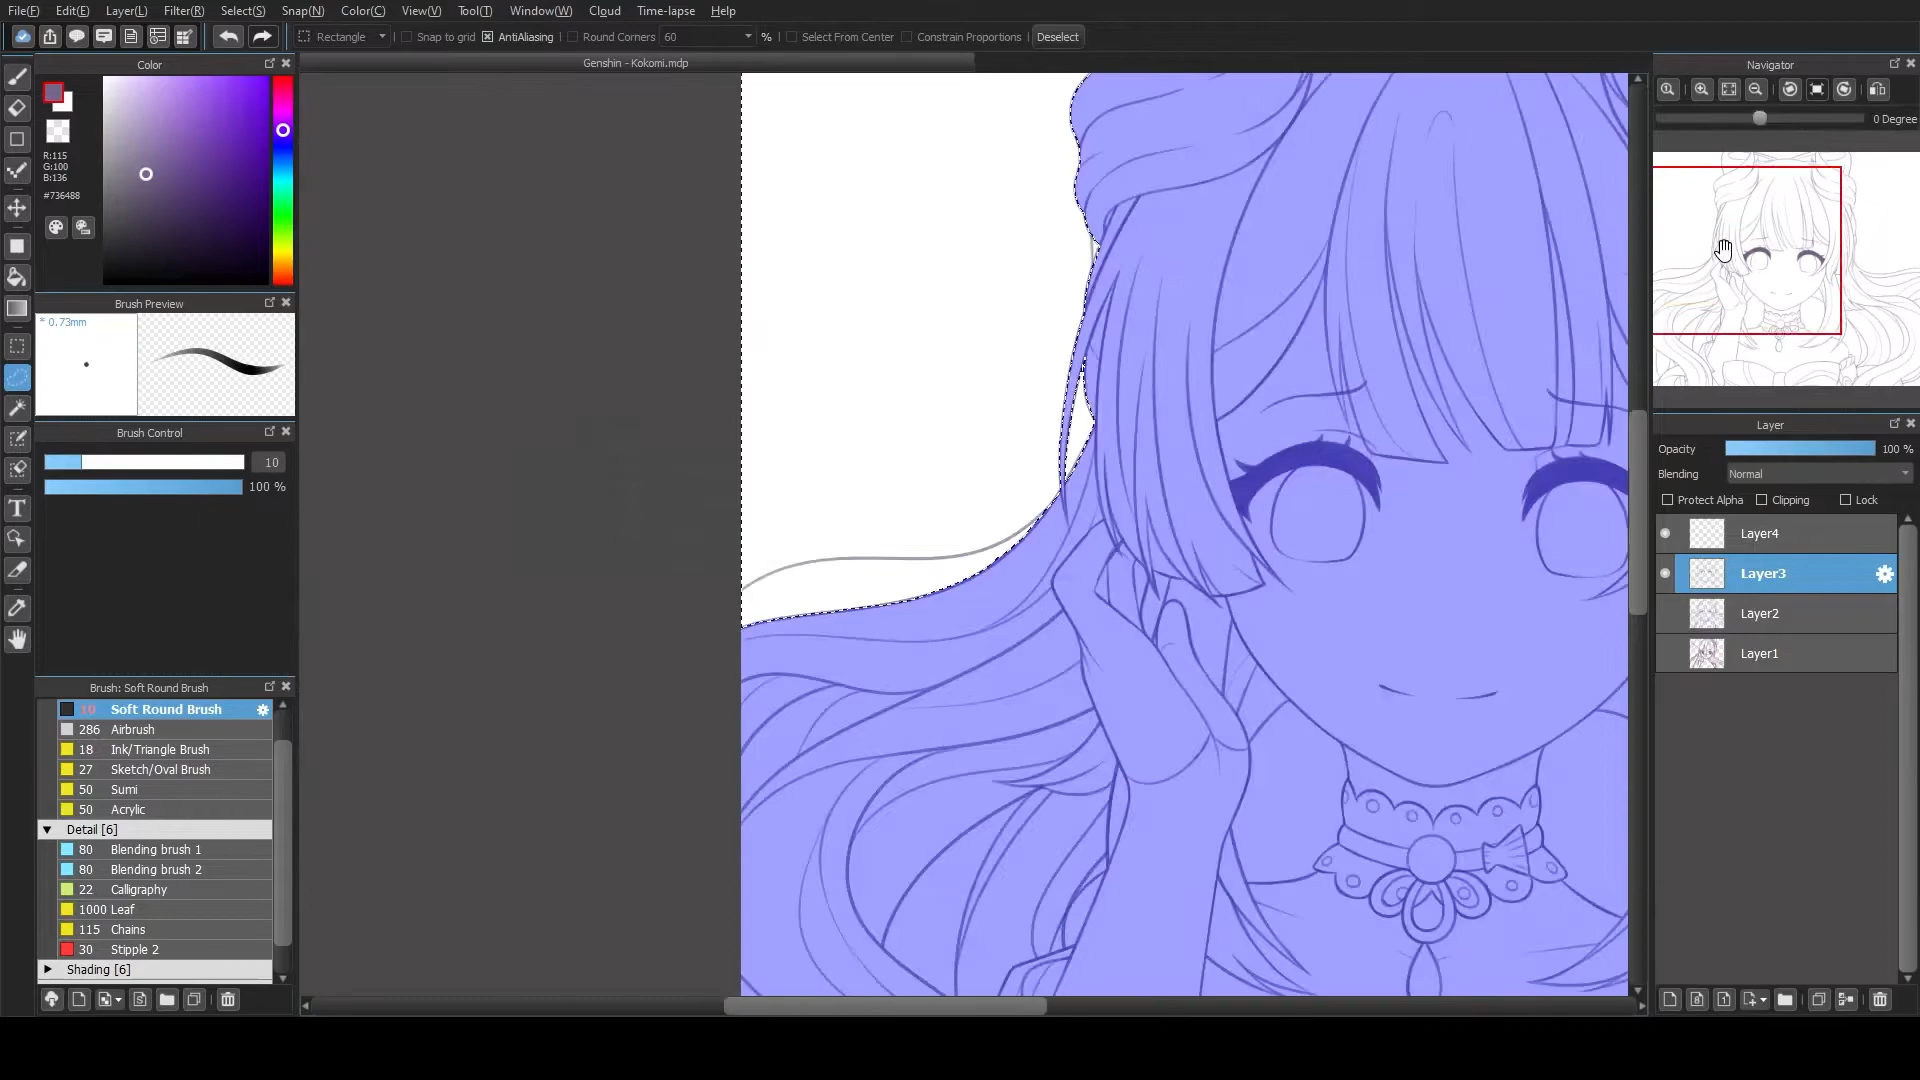 File(F) Edit(E) Layer(L) Filter(R) Select(S) Snap(N) Color(C) View(V) Tool(T) Window(W) Cloud Time-lapse Help
Rectangle Snap to grid AntiAliasing Round Corners 60 % Select From Center Constrain Proportions Deselect
Color
Genshin - Kokomi.mdp
Navigator
0 Degree
R:115
G:100
B:136
#736488
Brush Preview
* 0.73mm
Brush Control
10
100 %
Brush: Soft Round Brush
10 Soft Round Brush
286 Airbrush
18 Ink/Triangle Brush
27 Sketch/Oval Brush
50 Sumi
50 Acrylic
Detail [6]
80 Blending brush 1
80 Blending brush 2
22 Calligraphy
1000 Leaf
115 Chains
30 Stipple 2
Shading [6]
Layer
Opacity 100 %
Blending Normal
Protect Alpha Clipping Lock
Layer4
Layer3
Layer2
Layer1